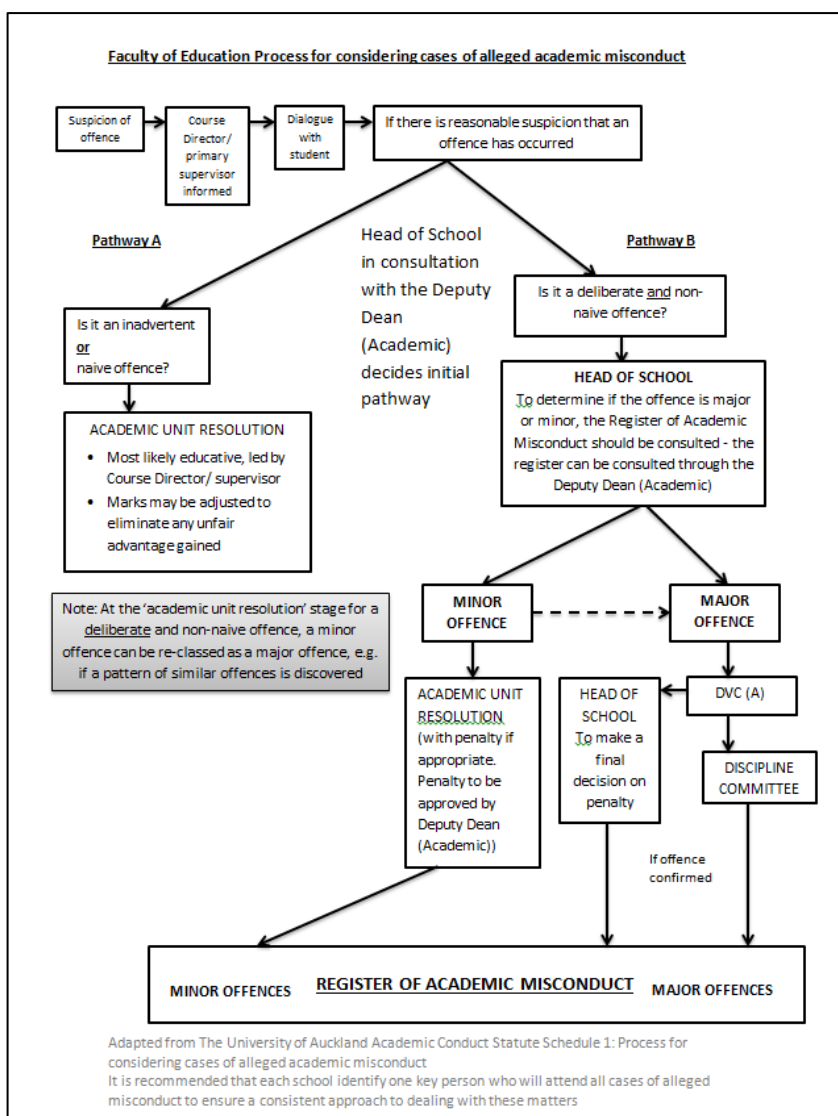 Faculty of Education Process for considering cases of alleged academic misconduct
Suspicion of
offence
Course
Director/
primary
supervisor
informed
Dialogue
with
student
If there is reasonable suspicion that an
offence has occurred
Pathway A
Head of School
in consultation
with the Deputy
Dean
(Academic)
decides initial
pathway
Pathway B
Is it an inadvertent
or
naive offence?
Is it a deliberate and non-
naive offence?
ACADEMIC UNIT RESOLUTION
• Most likely educative, led by
Course Director/ supervisor
• Marks may be adjusted to
eliminate any unfair
advantage gained
HEAD OF SCHOOL
To determine if the offence is major
or minor, the Register of Academic
Misconduct should be consulted - the
register can be consulted through the
Deputy Dean (Academic)
Note: At the 'academic unit resolution' stage for a
deliberate and non-naive offence, a minor
offence can be re-classed as a major offence, e.g.
if a pattern of similar offences is discovered
MINOR
OFFENCE
MAJOR
OFFENCE
ACADEMIC UNIT
RESOLUTION
(with penalty if
appropriate.
Penalty to be
approved by
Deputy Dean
(Academic))
HEAD OF
SCHOOL
To make a
final
decision on
penalty
DVC (A)
DISCIPLINE
COMMITTEE
If offence
confirmed
MINOR OFFENCES REGISTER OF ACADEMIC MISCONDUCT MAJOR OFFENCES
Adapted from The University of Auckland Academic Conduct Statute Schedule 1: Process for
considering cases of alleged academic misconduct
It is recommended that each school identify one key person who will attend all cases of alleged
misconduct to ensure a consistent approach to dealing with these matters